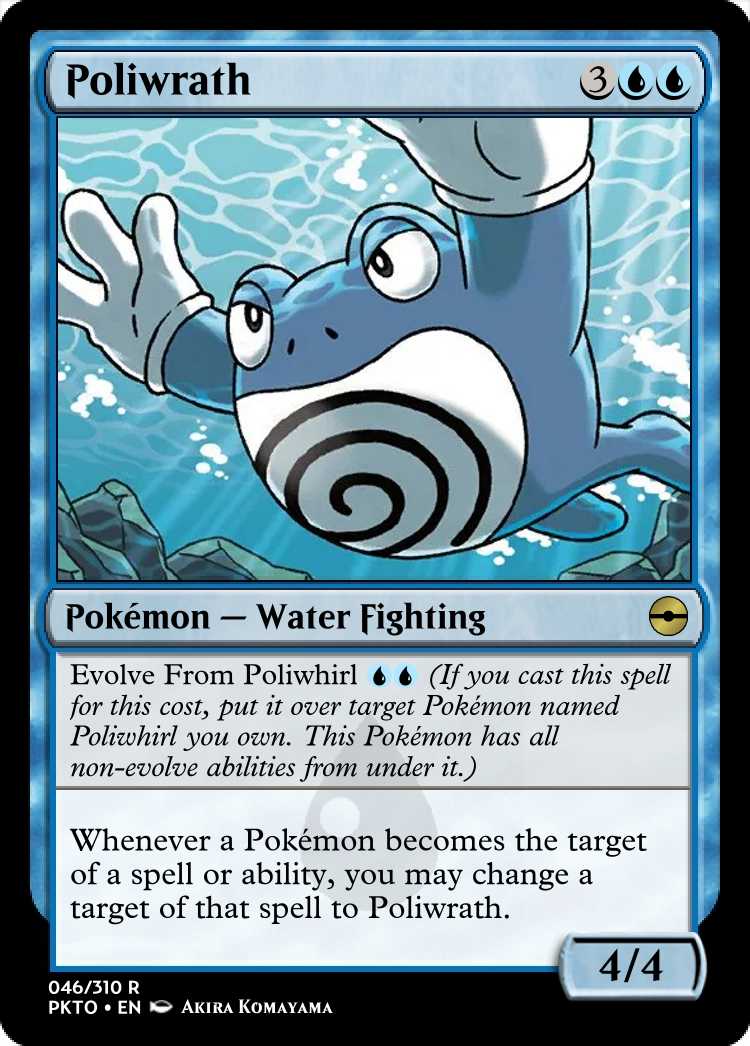 Poliwrath 3
Pokémon — Water Fighting
Evolve From Poliwhirl (If you cast this spell
for this cost, put it over target Pokémon named
Poliwhirl you own. This Pokémon has all
non-evolve abilities from under it.)
Whenever a Pokémon becomes the target
of a spell or ability, you may change a
target of that spell to Poliwrath.
4/4
046/310 R
PKTO • EN Akira Komayama